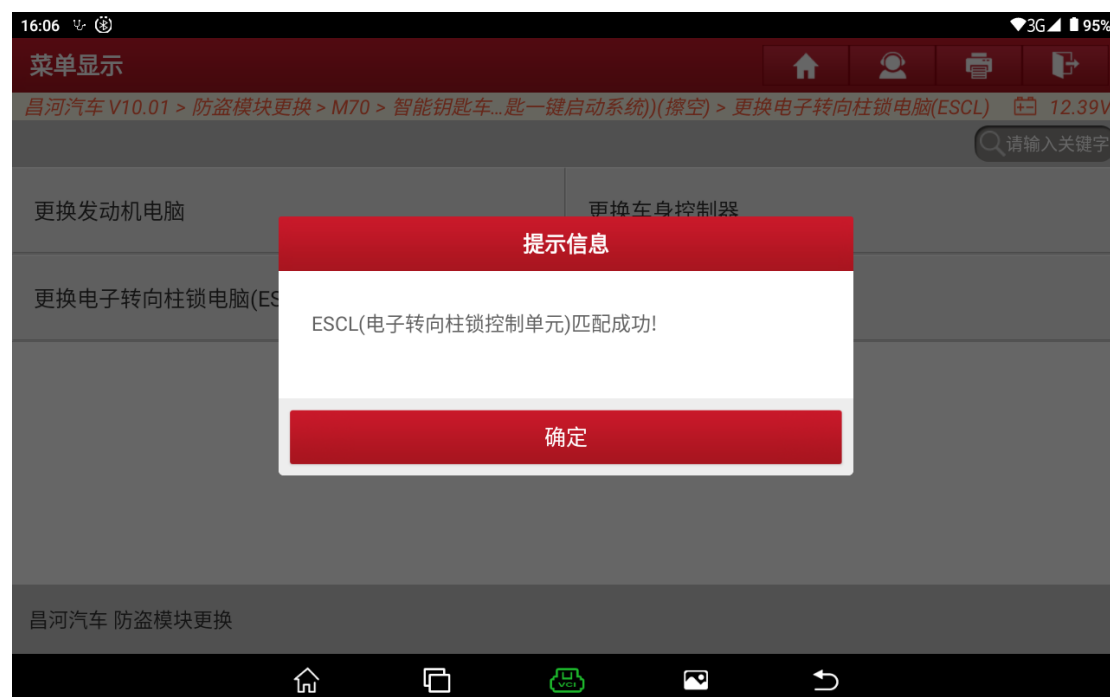 16:06 3G 95%
菜单显示
昌河汽车 V10.01 > 防盗模块更换 > M70 > 智能钥匙车...匙一键启动系统))(擦空) > 更换电子转向柱锁电脑(ESCL) 12.39V
请输入关键字
更换发动机电脑 更换车身控制器
提示信息
更换电子转向柱锁电脑(ES
ESCL(电子转向柱锁控制单元)匹配成功!
确定
昌河汽车 防盗模块更换
VCI